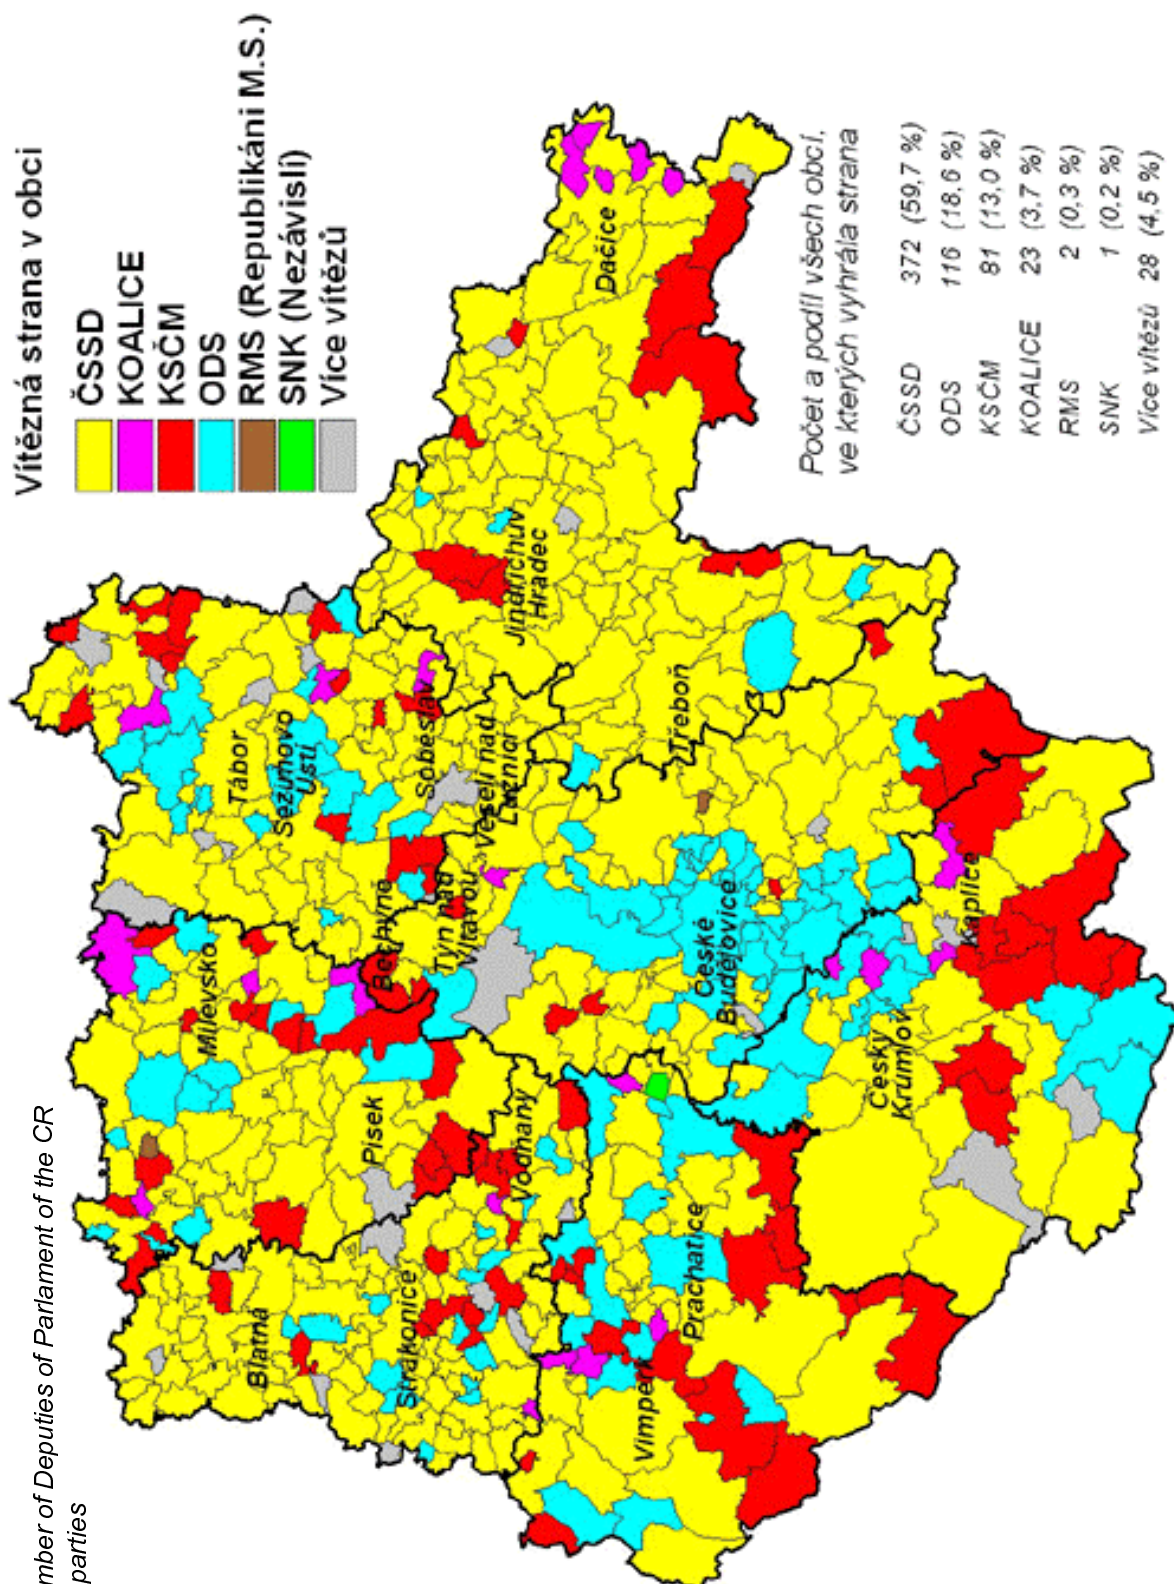 mber of Deputies of Parlament of the CR
parties
Vítězná strana v obci
ČSSD
KOALICE
KSČM
ODS
RMS (Republikáni M.S.)
SNK (Nezávislí)
Více vítězů
Milevsko
Tábor
Sezimovo
Ústí
Blatná
Písek
Bechyně
Soběslav
Strakonice
Týn nad
Vltavou
Veselí nad
Lužnicí
Jindřichův
Hradec
Vodňany
Dačice
Vimperk
Prachatice
České
Budějovice
Třeboň
Český
Krumlov
Kaplice
Počet a podíl všech obcí,
ve kterých vyhrála strana
ČSSD 372 (59,7 %)
ODS 116 (18,6 %)
KSČM 81 (13,0 %)
KOALICE 23 (3,7 %)
RMS 2 (0,3 %)
SNK 1 (0,2 %)
Více vítězů 28 (4,5 %)